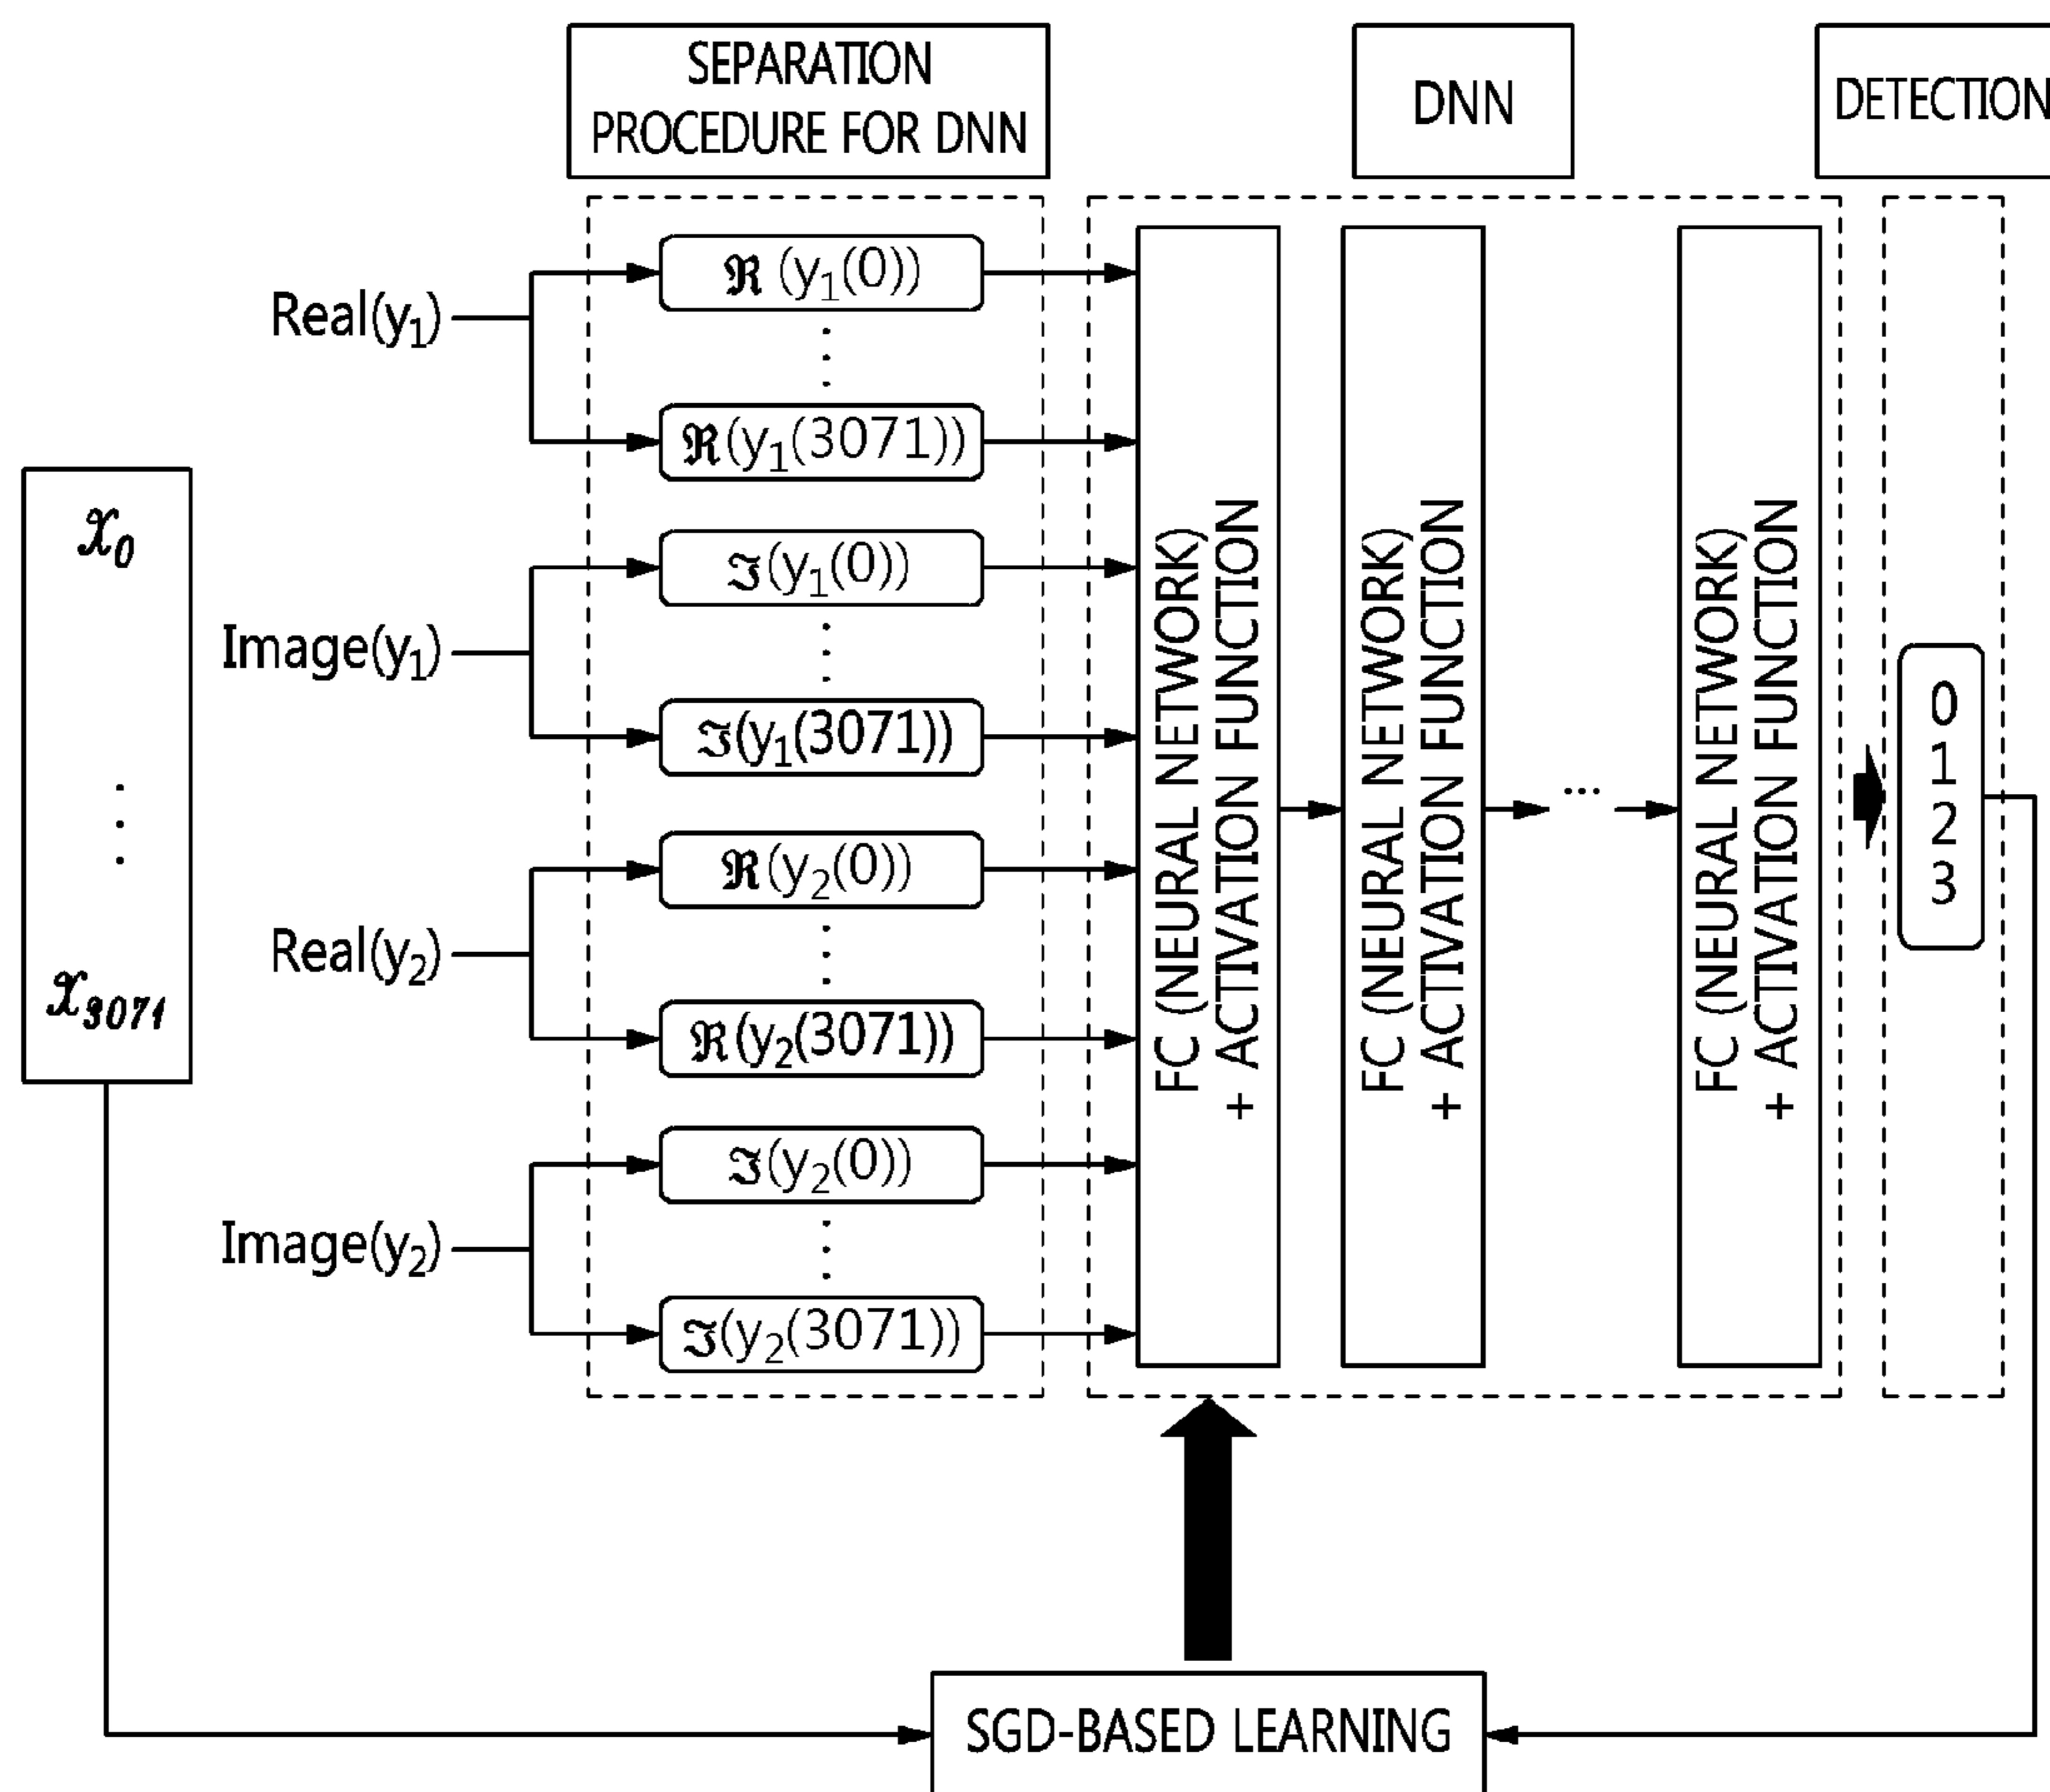 SEPARATION
PROCEDURE FOR DNN
DNN
DETECTION
Real(y₁)
ℜ (y₁(0))
⋮
ℜ(y₁(3071))
Image(y₁)
ℑ(y₁(0))
⋮
ℑ(y₁(3071))
Real(y₂)
ℜ(y₂(0))
⋮
ℜ(y₂(3071))
Image(y₂)
ℑ(y₂(0))
⋮
ℑ(y₂(3071))
𝒳₀
⋮
𝒳₃₀₇₁
FC (NEURAL NETWORK)
+ ACTIVATION FUNCTION
FC (NEURAL NETWORK)
+ ACTIVATION FUNCTION
...
FC (NEURAL NETWORK)
+ ACTIVATION FUNCTION
0
1
2
3
SGD-BASED LEARNING